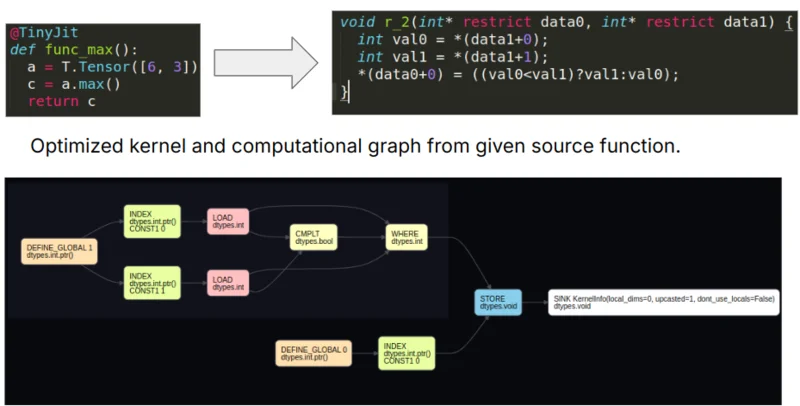 @TinyJit
def func_max():
  a = T.Tensor([6, 3])
  c = a.max()
  return c
void r_2(int* restrict data0, int* restrict data1) {
  int val0 = *(data1+0);
  int val1 = *(data1+1);
  *(data0+0) = ((val0<val1)?val1:val0);
}
Optimized kernel and computational graph from given source function.
DEFINE_GLOBAL 1
dtypes.int.ptr()
INDEX
dtypes.int.ptr()
CONST1 0
LOAD
dtypes.int
INDEX
dtypes.int.ptr()
CONST1 1
LOAD
dtypes.int
CMPLT
dtypes.bool
WHERE
dtypes.int
STORE
dtypes.void
SINK KernelInfo(local_dims=0, upcasted=1, dont_use_locals=False)
dtypes.void
DEFINE_GLOBAL 0
dtypes.int.ptr()
INDEX
dtypes.int.ptr()
CONST1 0